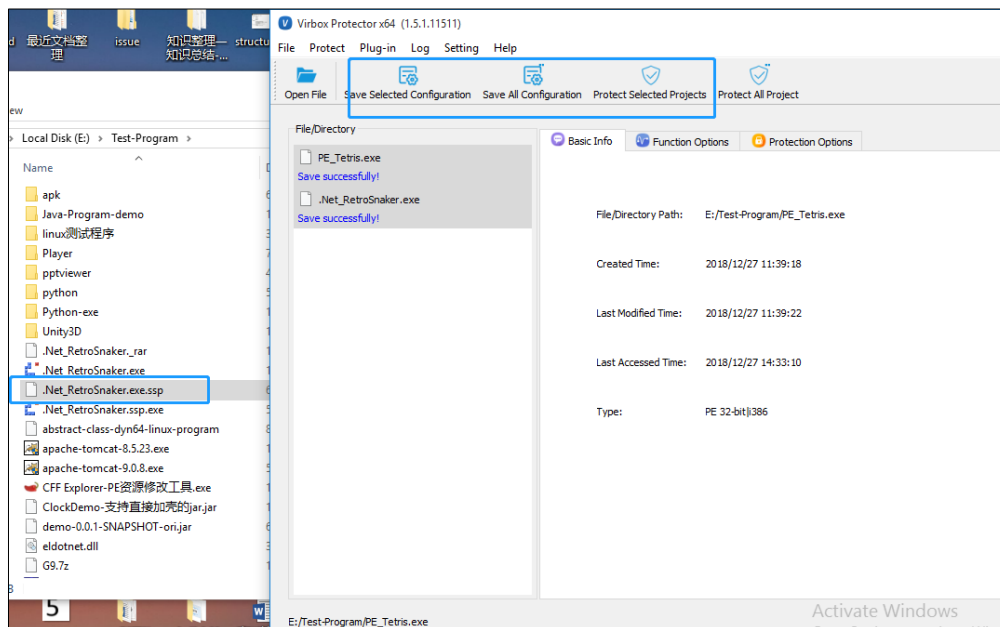 最近文档整
理
issue
知识整理—
知识总结-...
structu
ew
Local Disk (E:) > Test-Program >
Name
apk
Java-Program-demo
linux测试程序
Player
pptviewer
python
Python-exe
Unity3D
.Net_RetroSnaker._rar
.Net_RetroSnaker.exe
.Net_RetroSnaker.exe.ssp
.Net_RetroSnaker.ssp.exe
abstract-class-dyn64-linux-program
apache-tomcat-8.5.23.exe
apache-tomcat-9.0.8.exe
CFF Explorer-PE资源修改工具.exe
ClockDemo-支持直接加壳的jar.jar
demo-0.0.1-SNAPSHOT-ori.jar
eldotnet.dll
G9.7z
5
Virbox Protector x64 (1.5.1.11511)
File Protect Plug-in Log Setting Help
Open File Save Selected Configuration Save All Configuration Protect Selected Projects Protect All Project
File/Directory
PE_Tetris.exe
Save successfully!
.Net_RetroSnaker.exe
Save successfully!
Basic Info Function Options Protection Options
File/Directory Path: E:/Test-Program/PE_Tetris.exe
Created Time: 2018/12/27 11:39:18
Last Modified Time: 2018/12/27 11:39:22
Last Accessed Time: 2018/12/27 14:33:10
Type: PE 32-bit|i386
Activate Windows
E:/Test-Program/PE_Tetris.exe